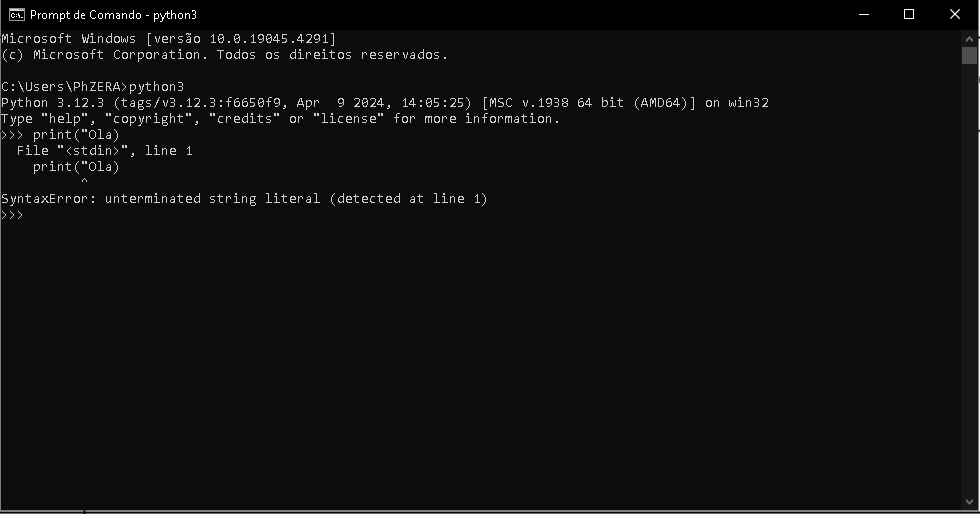 Prompt de Comando - python3
Microsoft Windows [versão 10.0.19045.4291]
(c) Microsoft Corporation. Todos os direitos reservados.
C:\Users\PhZERA>python3
Python 3.12.3 (tags/v3.12.3:f6650f9, Apr  9 2024, 14:05:25) [MSC v.1938 64 bit (AMD64)] on win32
Type "help", "copyright", "credits" or "license" for more information.
>>> print("Ola)
  File "<stdin>", line 1
    print("Ola)
          ^
SyntaxError: unterminated string literal (detected at line 1)
>>>